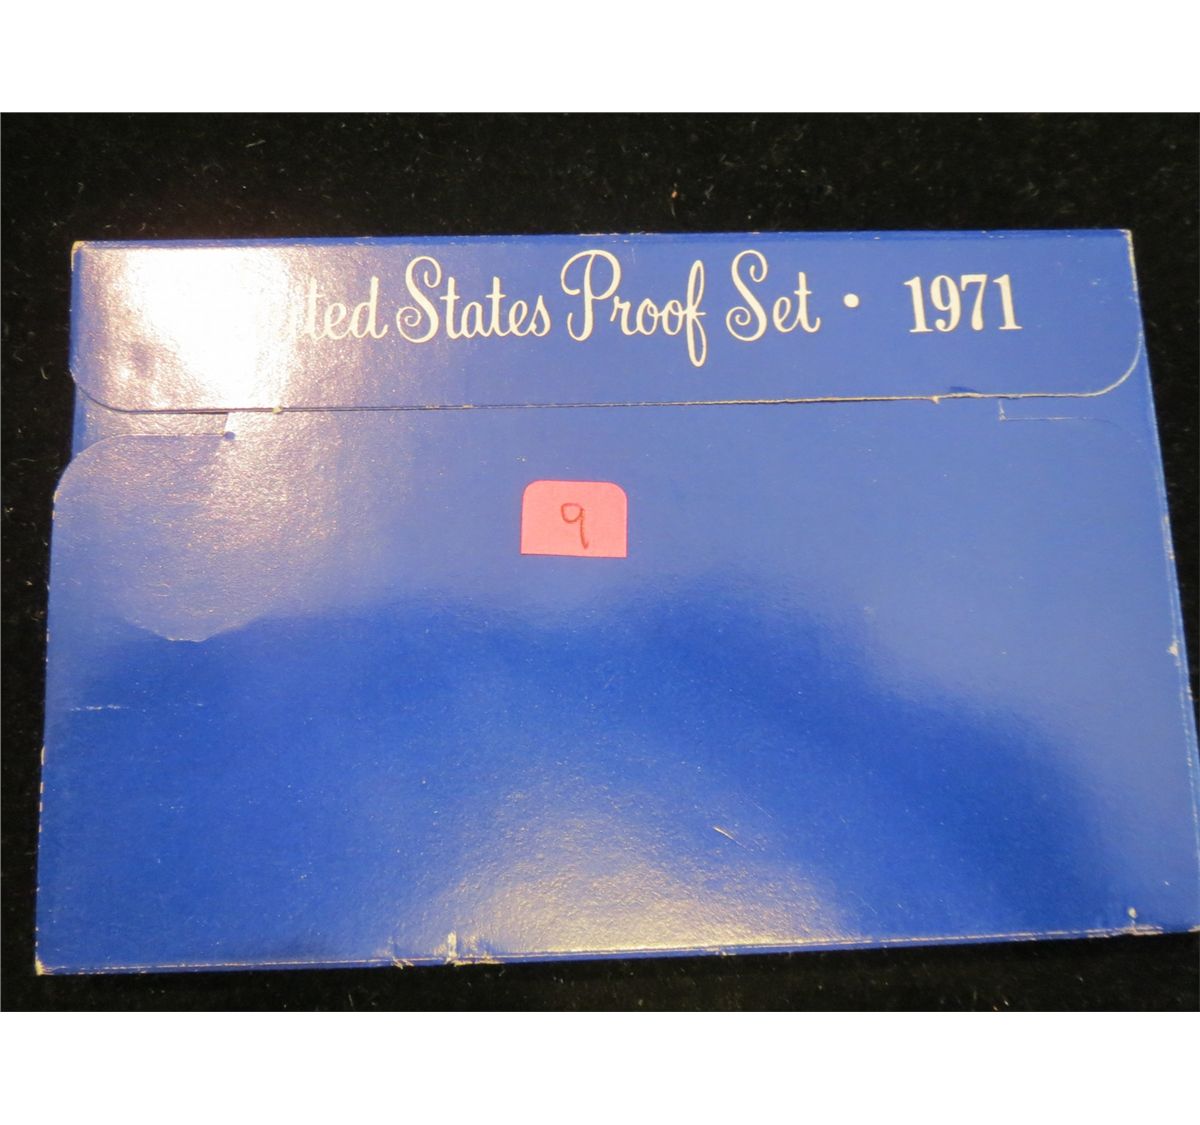 ted States Proof Set • 1971
9